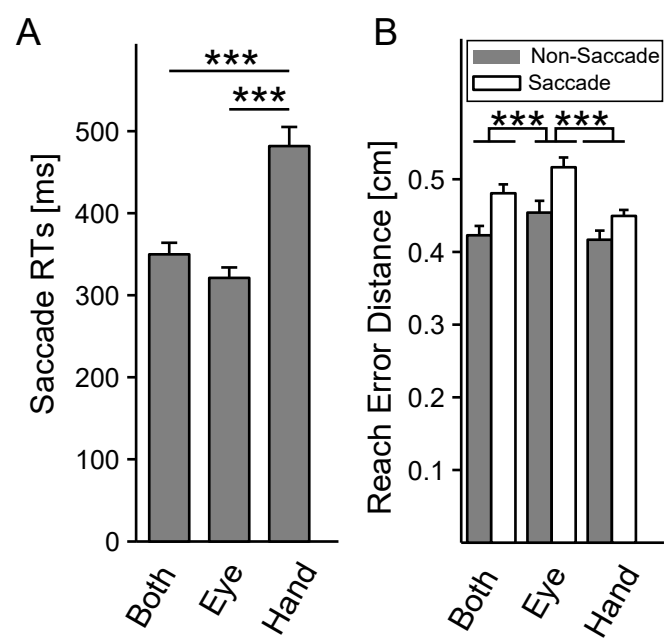 A
Saccade RTs [ms]
500
400
300
200
100
0
***
***
Both
Eye
Hand
B
Non-Saccade
Saccade
Reach Error Distance [cm]
0.5
0.4
0.3
0.2
0.1
*** ***
Both
Eye
Hand